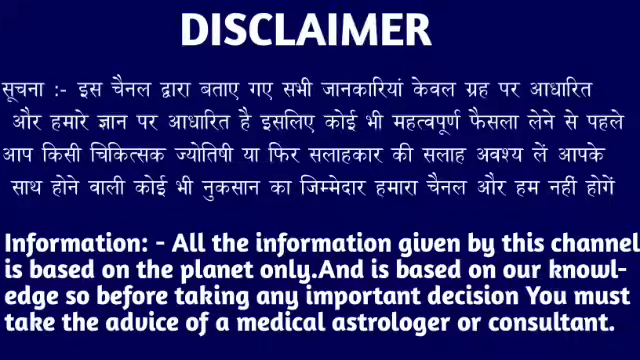 DISCLAIMER
सूचना :- इस चैनल द्वारा बताए गए सभी जानकारियां केवल ग्रह पर आधारित
और हमारे ज्ञान पर आधारित है इसलिए कोई भी महत्वपूर्ण फैसला लेने से पहले
आप किसी चिकित्सक ज्योतिषी या फिर सलाहकार की सलाह अवश्य लें आपके
साथ होने वाली कोई भी नुकसान का जिम्मेदार हमारा चैनल और हम नहीं होगें
Information: - All the information given by this channel
is based on the planet only.And is based on our knowl-
edge so before taking any important decision You must
take the advice of a medical astrologer or consultant.